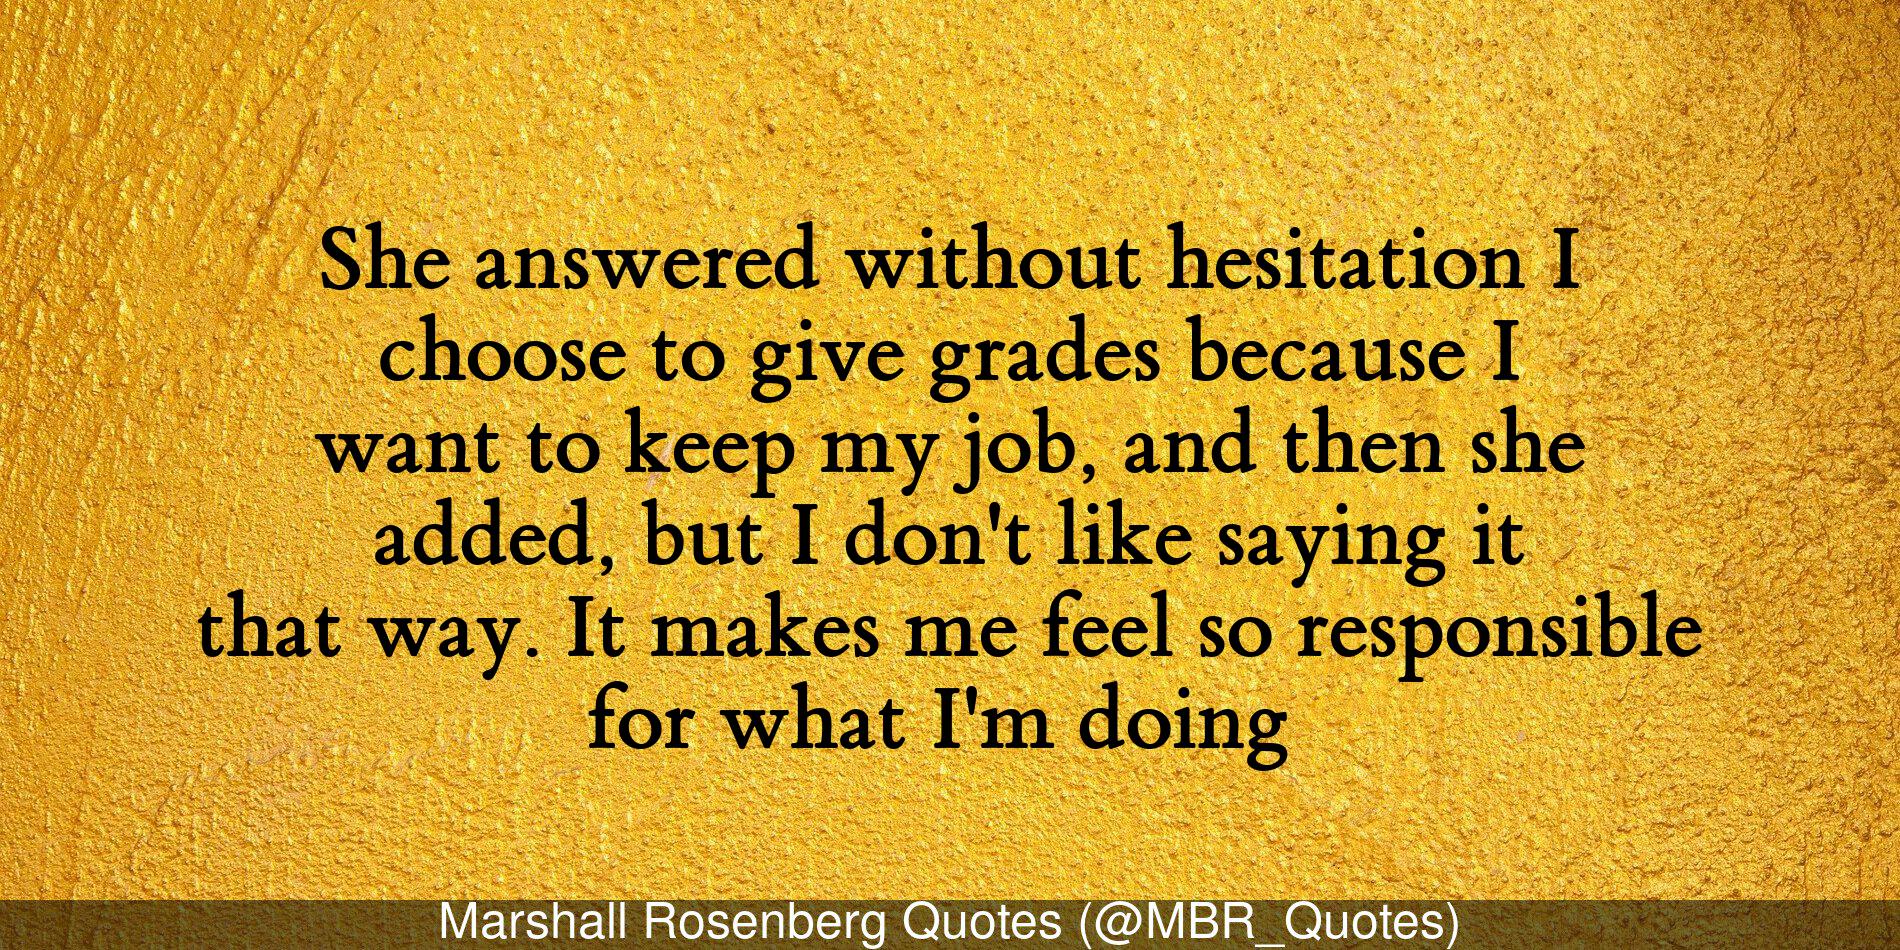 She answered without hesitation I
choose to give grades because I
want to keep my job, and then she
added, but I don't like saying it
that way. It makes me feel so responsible
for what I'm doing
Marshall Rosenberg Quotes (@MBR_Quotes)